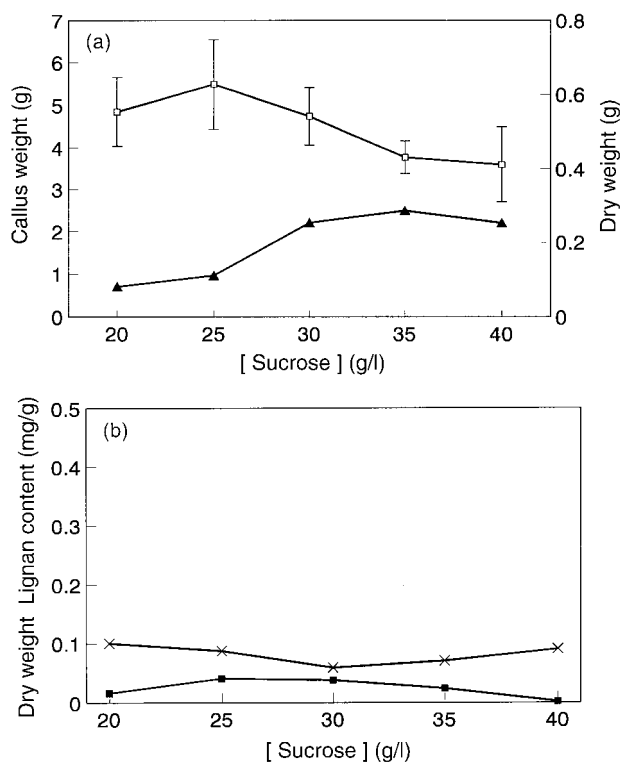 (a)
Callus weight (g)
7
6
5
4
3
2
1
0
Dry weight (g)
0.8
0.6
0.4
0.2
0
20 25 30 35 40
[ Sucrose ] (g/l)
(b)
Dry weight Lignan content (mg/g)
0.5
0.4
0.3
0.2
0.1
0
20 25 30 35 40
[ Sucrose ] (g/l)